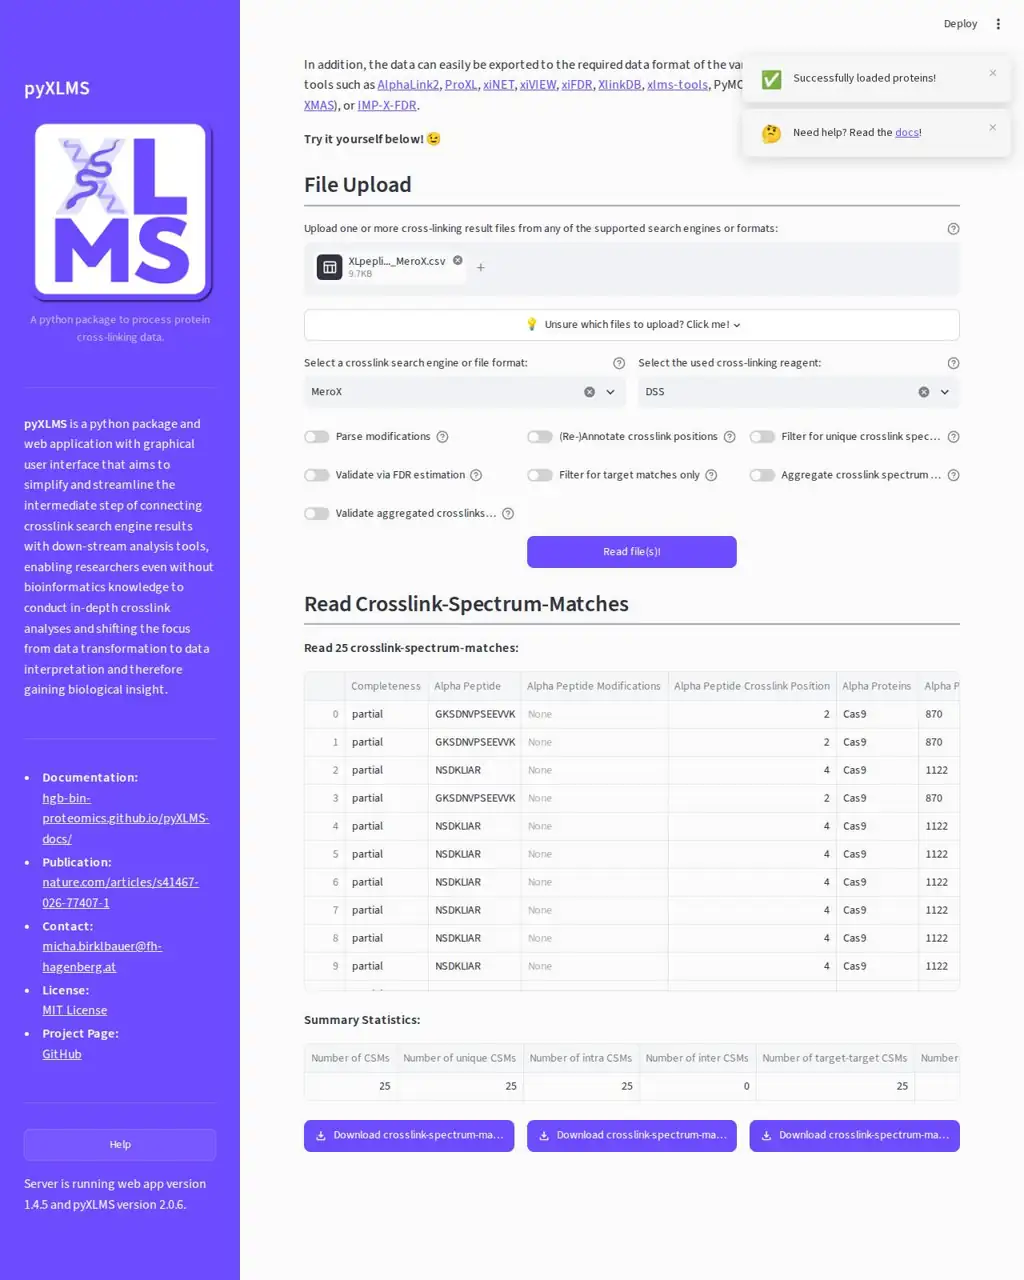 pyXLMS
XL
MS
A python package to process protein
cross-linking data.
pyXLMS is a python package and
web application with graphical
user interface that aims to
simplify and streamline the
intermediate step of connecting
crosslink search engine results
with down-stream analysis tools,
enabling researchers even without
bioinformatics knowledge to
conduct in-depth crosslink
analyses and shifting the focus
from data transformation to data
interpretation and therefore
gaining biological insight.
• Documentation:
hgb-bin-
proteomics.github.io/pyXLMS-
docs/
• Publication:
nature.com/articles/s41467-
026-77407-1
• Contact:
micha.birklbauer@fh-
hagenberg.at
• License:
MIT License
• Project Page:
GitHub
Help
Server is running web app version
1.4.5 and pyXLMS version 2.0.6.
Deploy
In addition, the data can easily be exported to the required data format of the var
tools such as AlphaLink2, ProXL, xiNET, xiVIEW, xiFDR, XlinkDB, xlms-tools, PyMO
XMAS), or IMP-X-FDR.
Successfully loaded proteins!
Need help? Read the docs!
Try it yourself below! 😉
File Upload
Upload one or more cross-linking result files from any of the supported search engines or formats:
XLpepli..._MeroX.csv
9.7KB
+
💡 Unsure which files to upload? Click me!
Select a crosslink search engine or file format:
Select the used cross-linking reagent:
MeroX
DSS
Parse modifications
(Re-)Annotate crosslink positions
Filter for unique crosslink spec...
Validate via FDR estimation
Filter for target matches only
Aggregate crosslink spectrum ...
Validate aggregated crosslinks...
Read file(s)!
Read Crosslink-Spectrum-Matches
Read 25 crosslink-spectrum-matches:
Completeness Alpha Peptide Alpha Peptide Modifications Alpha Peptide Crosslink Position Alpha Proteins Alpha P
0 partial GKSDNVPSEEVVK None 2 Cas9 870
1 partial GKSDNVPSEEVVK None 2 Cas9 870
2 partial NSDKLIAR None 4 Cas9 1122
3 partial GKSDNVPSEEVVK None 2 Cas9 870
4 partial NSDKLIAR None 4 Cas9 1122
5 partial NSDKLIAR None 4 Cas9 1122
6 partial NSDKLIAR None 4 Cas9 1122
7 partial NSDKLIAR None 4 Cas9 1122
8 partial NSDKLIAR None 4 Cas9 1122
9 partial NSDKLIAR None 4 Cas9 1122
Summary Statistics:
Number of CSMs Number of unique CSMs Number of intra CSMs Number of inter CSMs Number of target-target CSMs Number
25 25 25 0 25
Download crosslink-spectrum-ma...
Download crosslink-spectrum-ma...
Download crosslink-spectrum-ma...